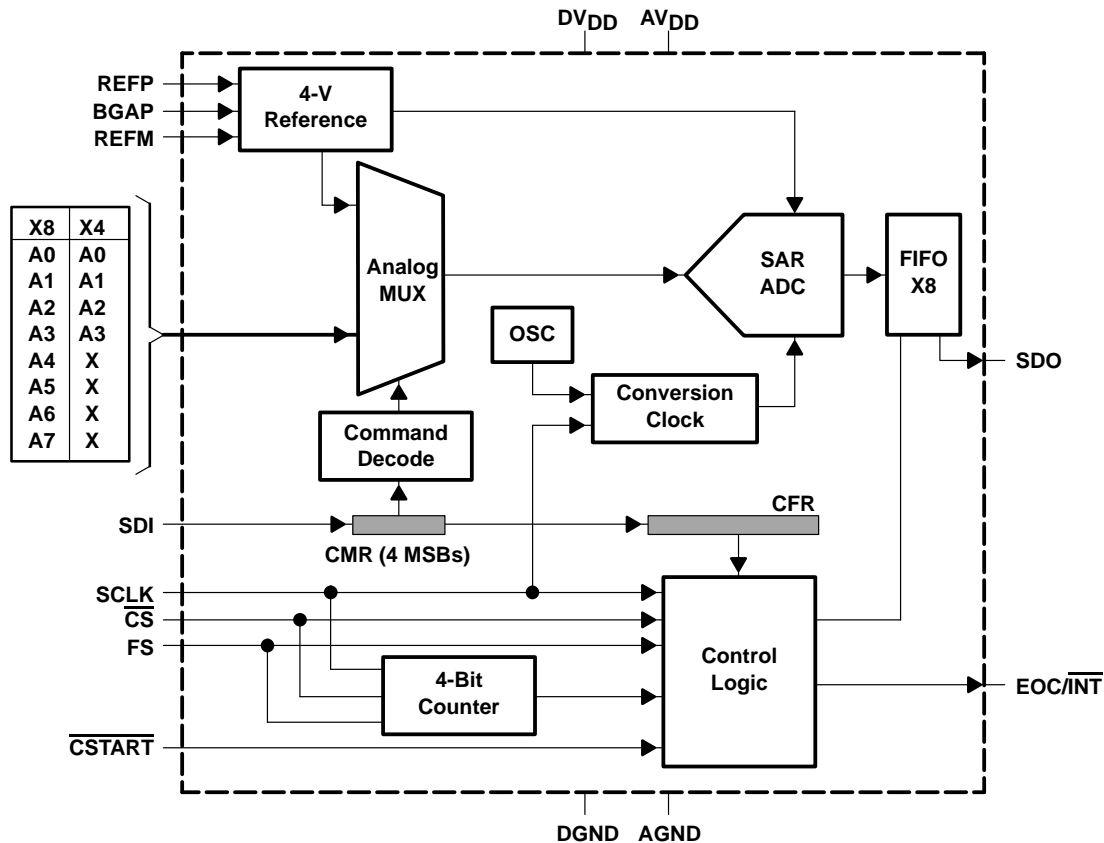 DVDD AVDD
REFP
BGAP
REFM
4-V
Reference
X8 X4
A0 A0
A1 A1
A2 A2
A3 A3
A4 X
A5 X
A6 X
A7 X
Analog
MUX
SAR
ADC
FIFO
X8
OSC
SDO
Conversion
Clock
Command
Decode
SDI
CFR
CMR (4 MSBs)
SCLK
CS
FS
Control
Logic
4-Bit
Counter
EOC/INT
CSTART
DGND AGND